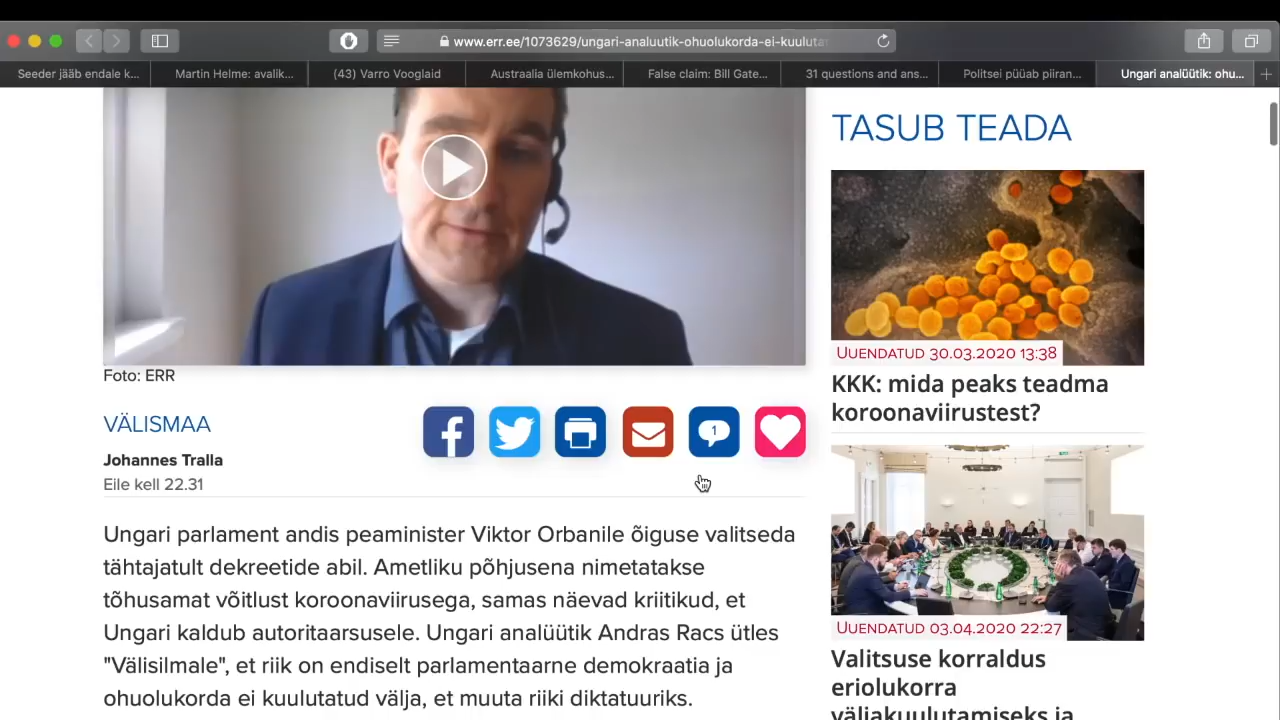 www.err.ee/1073629/ungari-analuutik-ohuolukorda-ei-kuulutat
Seeder jääb endale k...
Martin Helme: avalik...
(43) Varro Vooglaid
Austraalia ülemkohus...
False claim: Bill Gate...
31 questions and ans...
Politsei püüab piiran...
Ungari analüütik: ohu...
Foto: ERR
VÄLISMAA
1
Johannes Tralla
Eile kell 22.31
Ungari parlament andis peaminister Viktor Orbanile õiguse valitseda
tähtajatult dekreetide abil. Ametliku põhjusena nimetatakse
tõhusamat võitlust koroonaviirusega, samas näevad kriitikud, et
Ungari kaldub autoritaarsusele. Ungari analüütik Andras Racs ütles
"Välisilmale", et riik on endiselt parlamentaarne demokraatia ja
ohuolukorda ei kuulutatud välja, et muuta riiki diktatuuriks.
TASUB TEADA
UUENDATUD 30.03.2020 13:38
KKK: mida peaks teadma
koroonaviirustest?
UUENDATUD 03.04.2020 22:27
Valitsuse korraldus
eriolukorra
väljakuulutamiseks ja